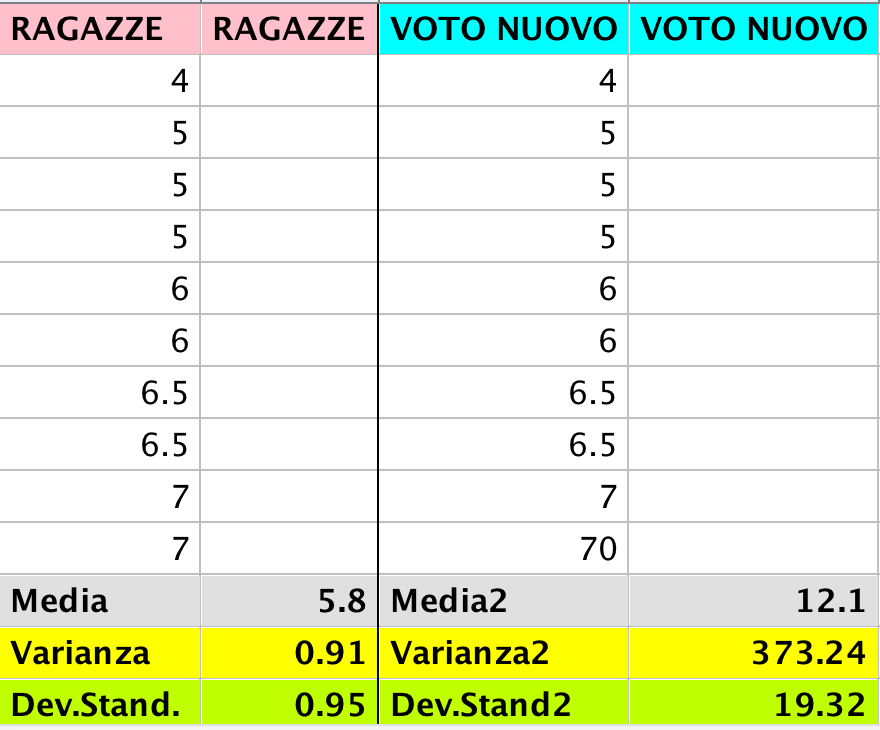 RAGAZZE RAGAZZE VOTO NUOVO VOTO NUOVO
4 4
5 5
5 5
5 5
6 6
6 6
6.5 6.5
6.5 6.5
7 7
7 70
Media 5.8 Media2 12.1
Varianza 0.91 Varianza2 373.24
Dev.Stand. 0.95 Dev.Stand2 19.32